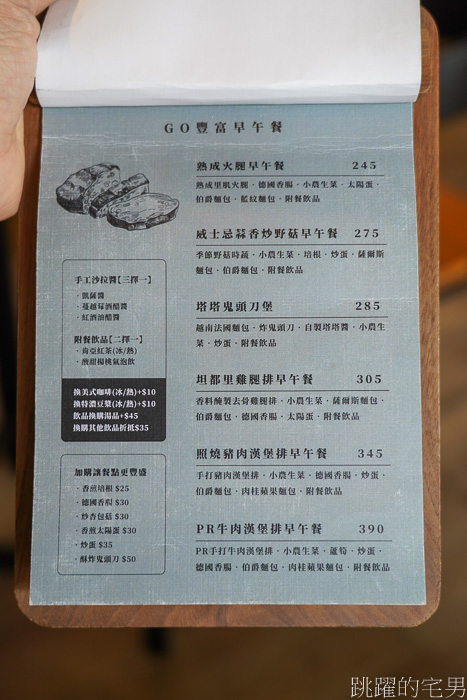 GO豐富早午餐
熟成火腿早午餐 245
熟成里肌火腿·德國香腸·小農生菜·太陽蛋·
伯爵麵包·藍紋麵包·附餐飲品
威士忌蒜香炒野菇早午餐 275
季節野菇時蔬·小農生菜·培根·炒蛋·薩爾斯
麵包·伯爵麵包·附餐飲品
塔塔鬼頭刀堡 285
越南法國麵包·炸鬼頭刀·自製塔塔醬·小農生
菜·炒蛋·附餐飲品
坦都里雞腿排早午餐 305
香料醃製去骨雞腿排·小農生菜·薩爾斯麵包·
伯爵麵包·德國香腸·太陽蛋·附餐飲品
照燒豬肉漢堡排早午餐 345
手打豬肉漢堡排·小農生菜·德國香腸·炒蛋·
伯爵麵包·肉桂蘋果麵包·附餐飲品
PR牛肉漢堡排早午餐 390
PR手打牛肉漢堡排·小農生菜·蘆筍·炒蛋·
德國香腸·伯爵麵包·肉桂蘋果麵包·附餐飲品
手工沙拉醬【三擇一】
·凱薩醬
·蔓越莓酒醋醬
·紅酒油醋醬
附餐飲品【二擇一】
·肯亞紅茶(冰/熱)
·酸甜楊桃氣泡飲
換美式咖啡(冰/熱)+$10
換特濃豆漿(冰/熱)+$10
飲品換購湯品+$45
換購其他飲品折抵$35
加購讓餐點更豐盛
·香煎培根 $25
·德國香腸 $30
·炒杏包菇 $30
·香煎太陽蛋 $30
·炒蛋 $35
·酥炸鬼頭刀 $50
跳躍的宅男